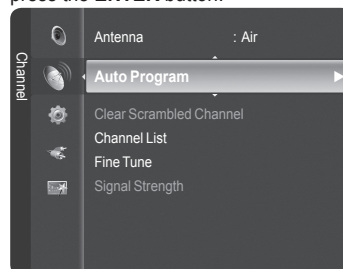 press the ENTER button.
Channel
Antenna : Air
Auto Program
Clear Scrambled Channel
Channel List
Fine Tune
Signal Strength